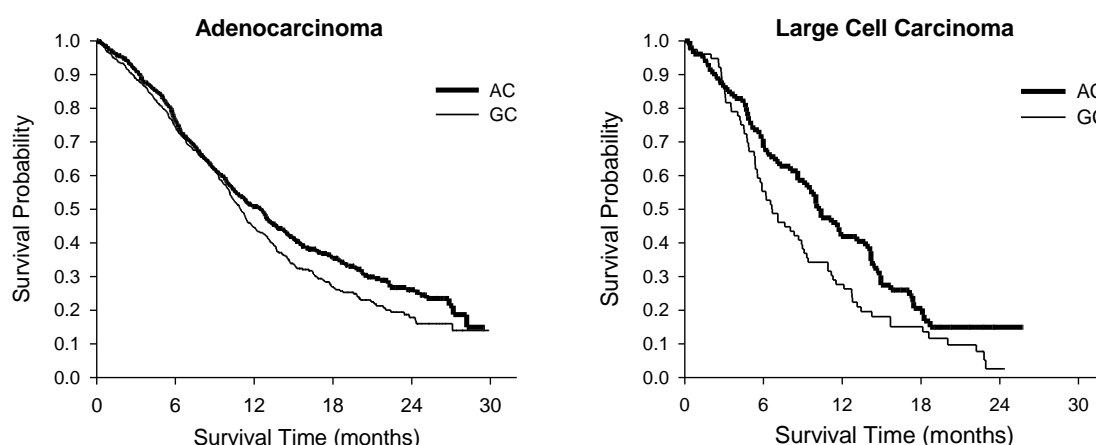 Adenocarcinoma
Survival Probability
1.0
0.9
0.8
0.7
0.6
0.5
0.4
0.3
0.2
0.1
0.0
AC
GC
0 6 12 18 24 30
Survival Time (months)
Large Cell Carcinoma
Survival Probability
1.0
0.9
0.8
0.7
0.6
0.5
0.4
0.3
0.2
0.1
0.0
AC
GC
0 6 12 18 24 30
Survival Time (months)